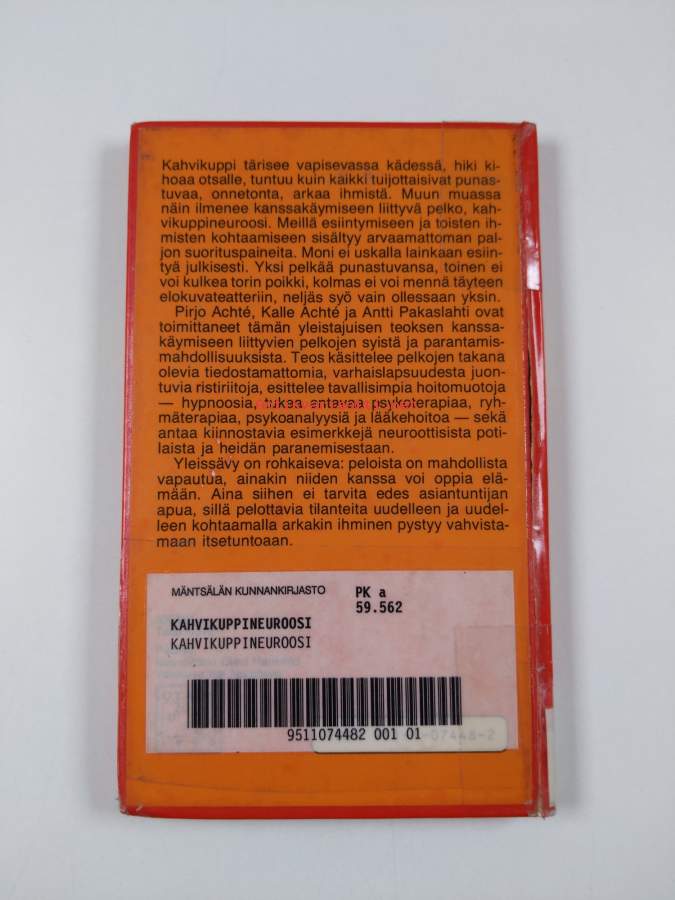 Kahvikuppi tärisee vapisevassa kädessä, hiki ki-
hoaa otsalle, tuntuu kuin kaikki tuijottaisivat punas-
tuvaa, onnetonta, arkaa ihmistä. Muun muassa
näin ilmenee kanssakäymiseen liittyvä pelko, kah-
vikuppineuroosi. Meillä esiintymiseen ja toisten ih-
misten kohtaamiseen sisältyy arvaamattoman pal-
jon suorituspaineita. Moni ei uskalla lainkaan esiin-
tyä julkisesti. Yksi pelkää punastuvansa, toinen ei
voi kulkea torin poikki, kolmas ei voi mennä täyteen
elokuvateatteriin, neljäs syö vain ollessaan yksin.
Pirjo Achté, Kalle Achté ja Antti Pakaslahti ovat
toimittaneet tämän yleistajuisen teoksen kanssa-
käymiseen liittyvien pelkojen syistä ja parantamis-
mahdollisuuksista. Teos käsittelee pelkojen takana
olevia tiedostamattomia, varhaislapsuudesta juon-
tuvia ristiriitoja, esittelee tavallisimpia hoitomuotoja
— hypnoosia, tukea antavaa psykoterapiaa, ryh-
mäterapiaa, psykoanalyysiä ja lääkehoitoa — sekä
antaa kiinnostavia esimerkkejä neuroottisista poti-
laista ja heidän paranemisestaan.
Yleissävy on rohkaiseva: peloista on mahdollista
vapautua, ainakin niiden kanssa voi oppia elä-
mään. Aina siihen ei tarvita edes asiantuntijan
apua, sillä pelottavia tilanteita uudelleen ja uudel-
leen kohtaamalla arkakin ihminen pystyy vahvista-
maan itsetuntoaan.
MÄNTSÄLÄN KUNNANKIRJASTO
PK a
59.562
KAHVIKUPPINEUROOSI
KAHVIKUPPINEUROOSI
9511074482 001 01
-07448-2